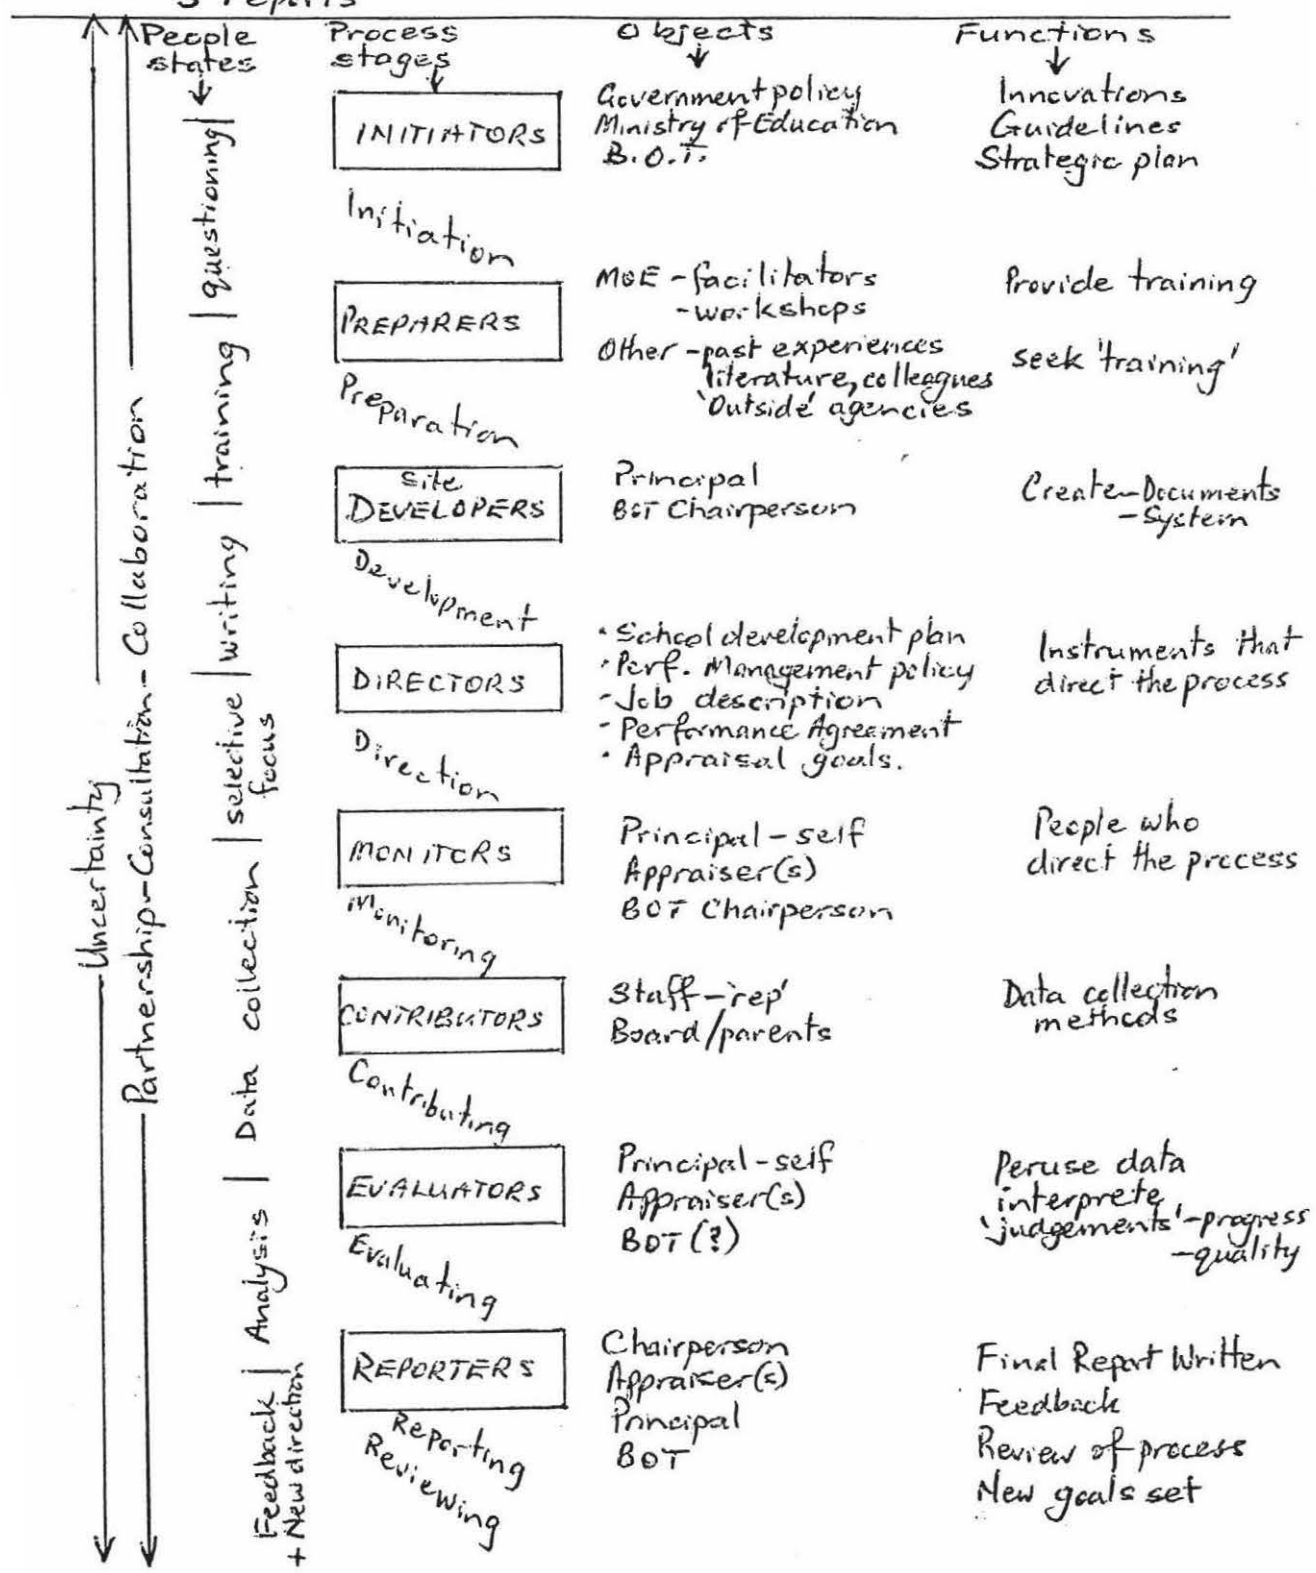 reports
People states
Process stages
Objects
Functions
Uncertainty
Partnership-Consultation-Collaboration
questioning
training
writing
selective focus
Data collection
Analysis
Feedback + New direction
INITIATORS
Government policy
Ministry of Education
B.O.T.
Innovations
Guidelines
Strategic plan
Initiation
PREPARERS
MOE - facilitators
- workshops
Other - past experiences
literature, colleagues
'Outside' agencies
Provide training
seek 'training'
Preparation
Site
DEVELOPERS
Principal
BOT Chairperson
Create - Documents
- System
Development
DIRECTORS
· School development plan
· Perf. Management policy
- Job description
- Performance Agreement
· Appraisal goals.
Instruments that
direct the process
Direction
MONITORS
Principal - self
Appraiser(s)
BOT Chairperson
People who
direct the process
Monitoring
CONTRIBUTORS
Staff - 'rep'
Board/parents
Data collection
methods
Contributing
EVALUATORS
Principal - self
Appraiser(s)
BOT (?)
Peruse data
interprete
'judgements' - progress
- quality
Evaluating
REPORTERS
Chairperson
Appraiser(s)
Principal
BOT
Final Report Written
Feedback
Review of process
New goals set
Reporting
Reviewing